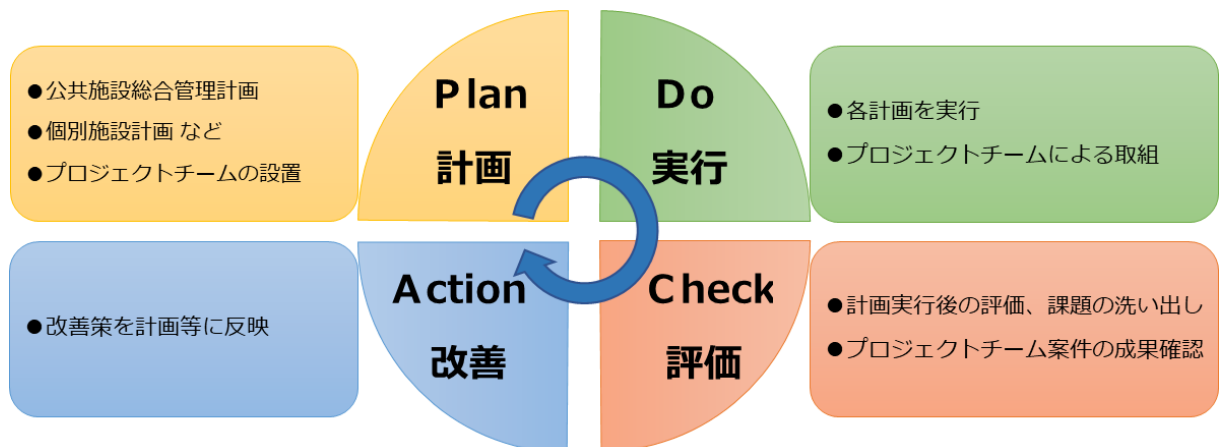 ●公共施設総合管理計画
●個別施設計画 など
●プロジェクトチームの設置
Plan
計画
Do
実行
●各計画を実行
●プロジェクトチームによる取組
●改善策を計画等に反映
Action
改善
Check
評価
●計画実行後の評価、課題の洗い出し
●プロジェクトチーム案件の成果確認